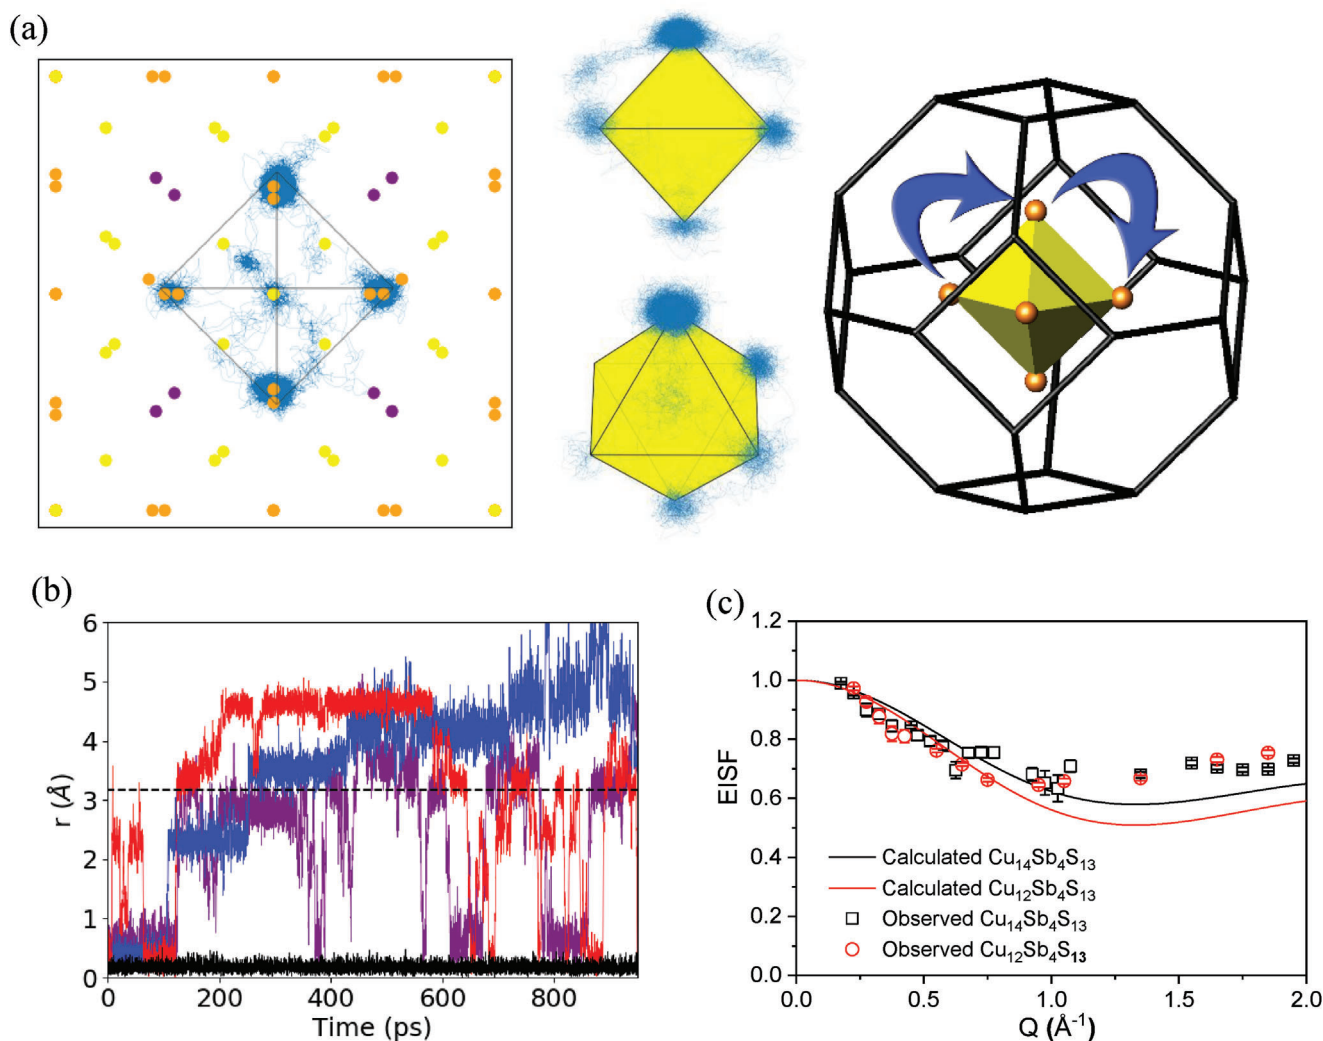 (a)
(b)
6
5
4
3
2
1
0
r (Å)
0
200
400
600
800
Time (ps)
(c)
1.2
1.0
0.8
0.6
0.4
0.2
0.0
EISF
Calculated Cu₁₄Sb₄S₁₃
Calculated Cu₁₂Sb₄S₁₃
Observed Cu₁₄Sb₄S₁₃
Observed Cu₁₂Sb₄S₁₃
0.0
0.5
1.0
1.5
2.0
Q (Å⁻¹)